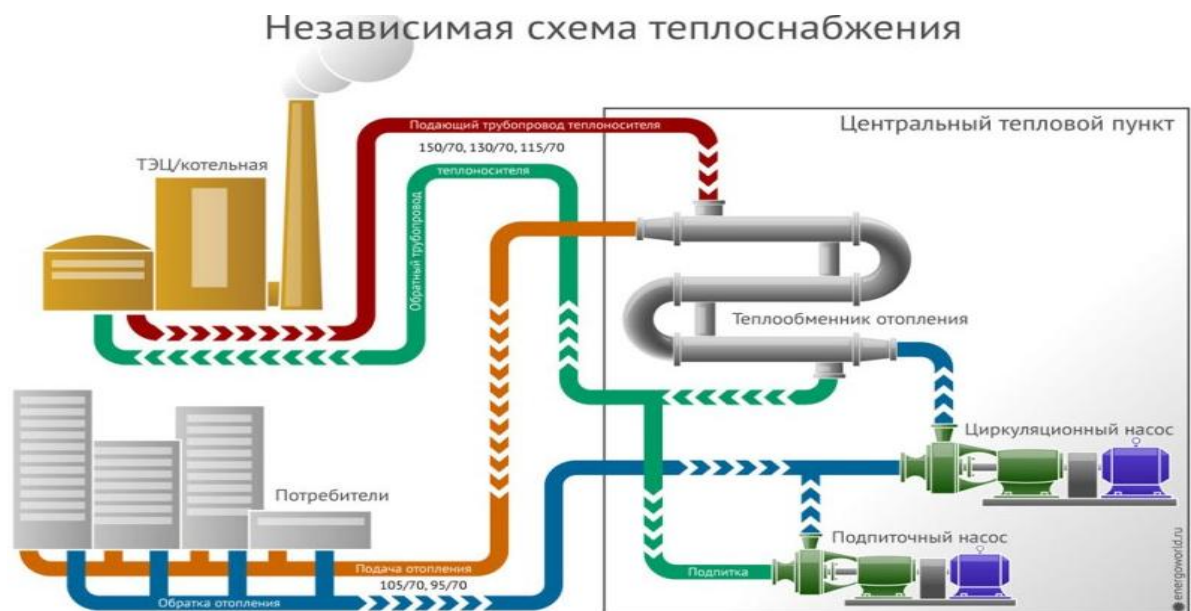 Независимая схема теплоснабжения
Подающий трубопровод теплоносителя
150/70, 130/70, 115/70
Центральный тепловой пункт
ТЭЦ/котельная
Обратный трубопровод
теплоносителя
Теплообменник отопления
Циркуляционный насос
Потребители
Подпиточный насос
Подача отопления
105/70, 95/70
Подпитка
Обратка отопления
energoworld.ru